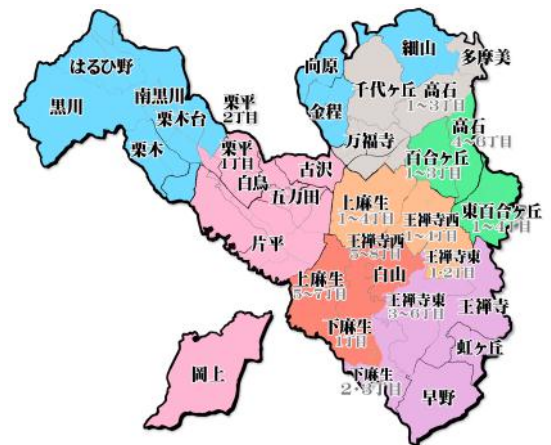 細山
多摩美
向原
千代ヶ丘
高石
1～3丁目
はるひ野
南黒川
栗平
2丁目
黒川
栗木台
金程
高石
4～6丁目
栗木
栗平
1丁目
万福寺
百合ヶ丘
1～3丁目
古沢
白鳥
五力田
上麻生
1～4丁目
王禅寺西
1～4丁目
東百合ヶ丘
1～4丁目
片平
王禅寺西
5～8丁目
王禅寺東
1・2丁目
上麻生
5～7丁目
白山
王禅寺東
3～6丁目
王禅寺
下麻生
1丁目
虹ヶ丘
岡上
下麻生
2・3丁目
早野